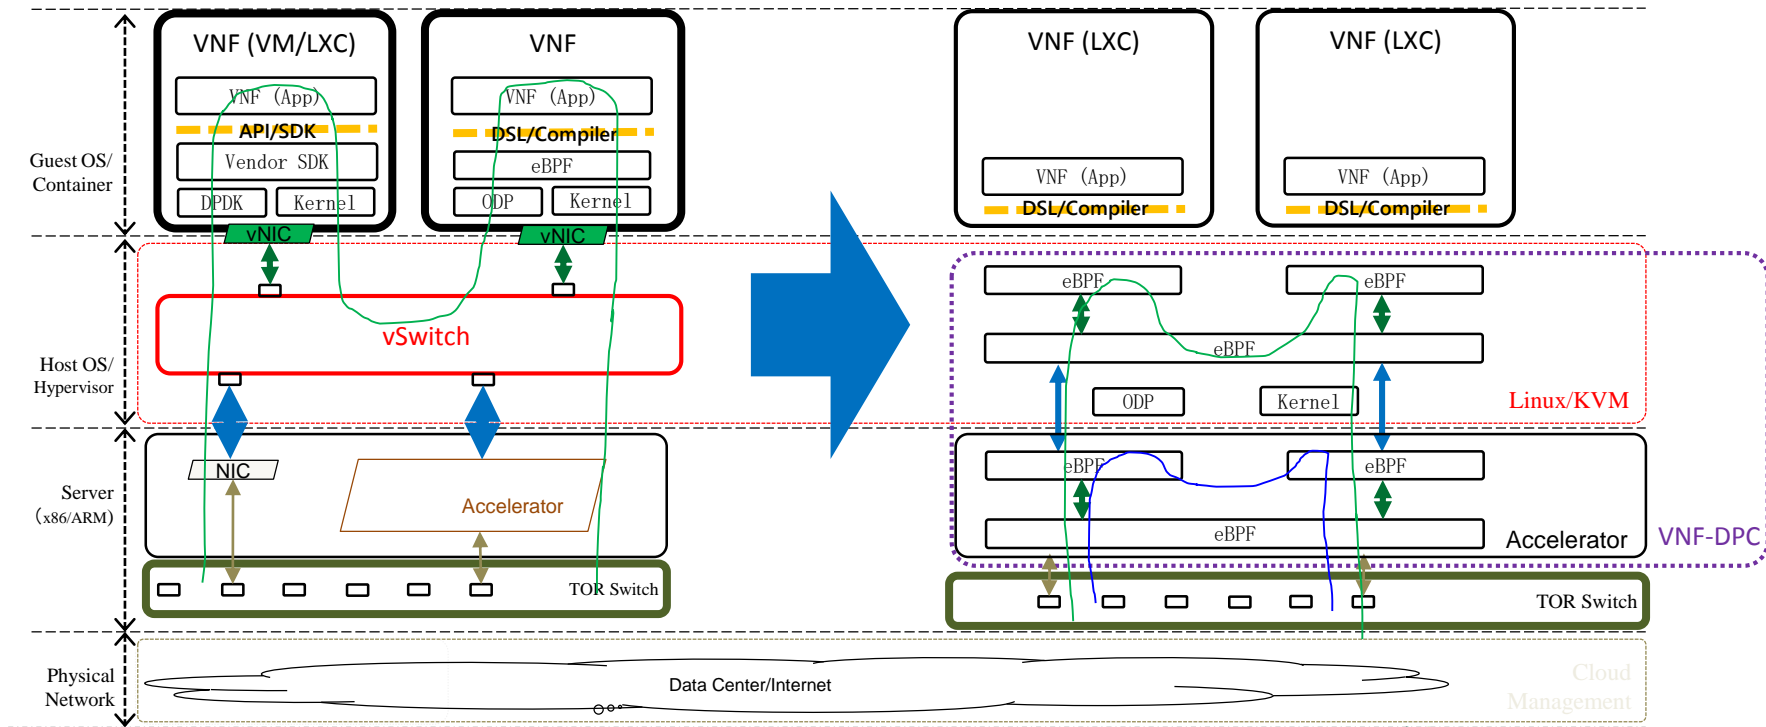 VNF (VM/LXC)
VNF
VNF (LXC)
VNF (LXC)
VNF (App)
VNF (App)
API/SDK
DSL/Compiler
Guest OS/
Container
Vendor SDK
eBPF
VNF (App)
VNF (App)
DPDK
Kernel
ODP
Kernel
DSL/Compiler
DSL/Compiler
vNIC
vNIC
eBPF
eBPF
vSwitch
eBPF
Host OS/
Hypervisor
ODP
Kernel
Linux/KVM
NIC
eBPF
eBPF
Server
(x86/ARM)
Accelerator
eBPF
Accelerator
VNF-DPC
TOR Switch
TOR Switch
Physical
Network
Data Center/Internet
Cloud
Management